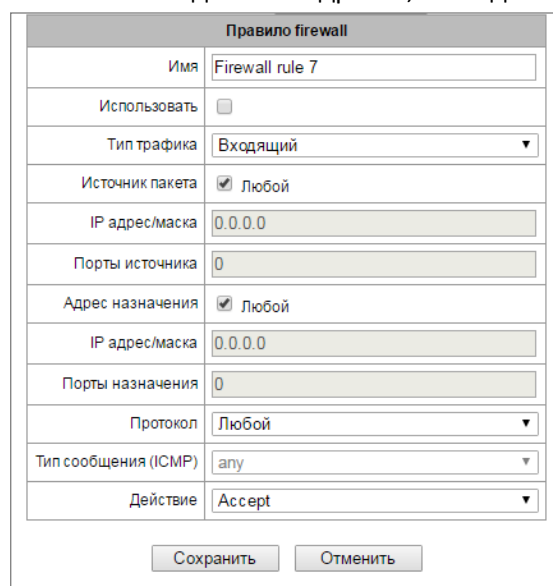 Правило firewall
Имя Firewall rule 7
Использовать
Тип трафика Входящий
Источник пакета Любой
IP адрес/маска 0.0.0.0
Порты источника 0
Адрес назначения Любой
IP адрес/маска 0.0.0.0
Порты назначения 0
Протокол Любой
Тип сообщения (ICMP) any
Действие Accept
Сохранить Отменить